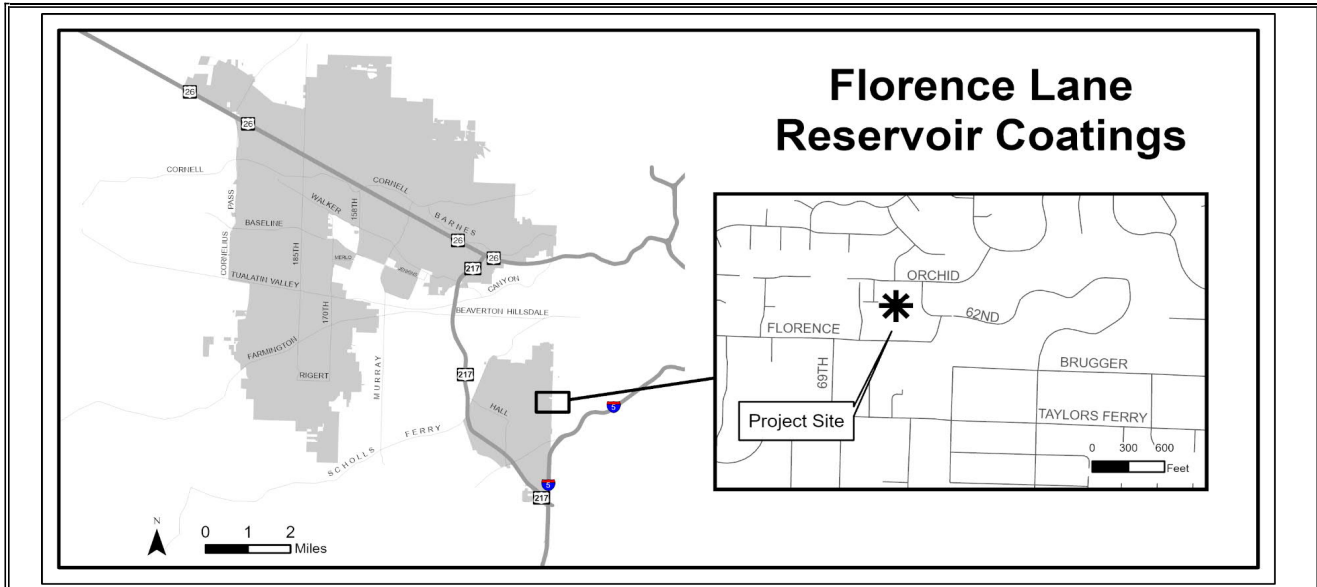 Florence Lane
Reservoir Coatings
26
26
CORNELL
CORNELL
PASS
WALKER
158TH
BARNES
BASELINE
26
26
217
185TH
MERLO
JENKINS
CORNELIUS
TUALATIN VALLEY
CANYON
170TH
BEAVERTON HILLSDALE
FARMINGTON
RIGERT
MURRAY
217
HALL
5
SCHOLLS FERRY
5
217
N
0 1 2
Miles
ORCHID
62ND
FLORENCE
69TH
BRUGGER
TAYLORS FERRY
Project Site
0 300 600
Feet